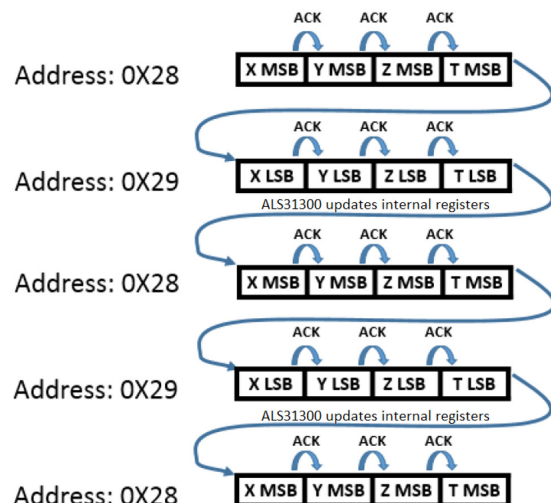 ACK ACK ACK
Address: 0X28 X MSB Y MSB Z MSB T MSB
ACK ACK ACK
Address: 0X29 X LSB Y LSB Z LSB T LSB
ALS31300 updates internal registers
ACK ACK ACK
Address: 0X28 X MSB Y MSB Z MSB T MSB
ACK ACK ACK
Address: 0X29 X LSB Y LSB Z LSB T LSB
ALS31300 updates internal registers
ACK ACK ACK
Address: 0X28 X MSB Y MSB Z MSB T MSB